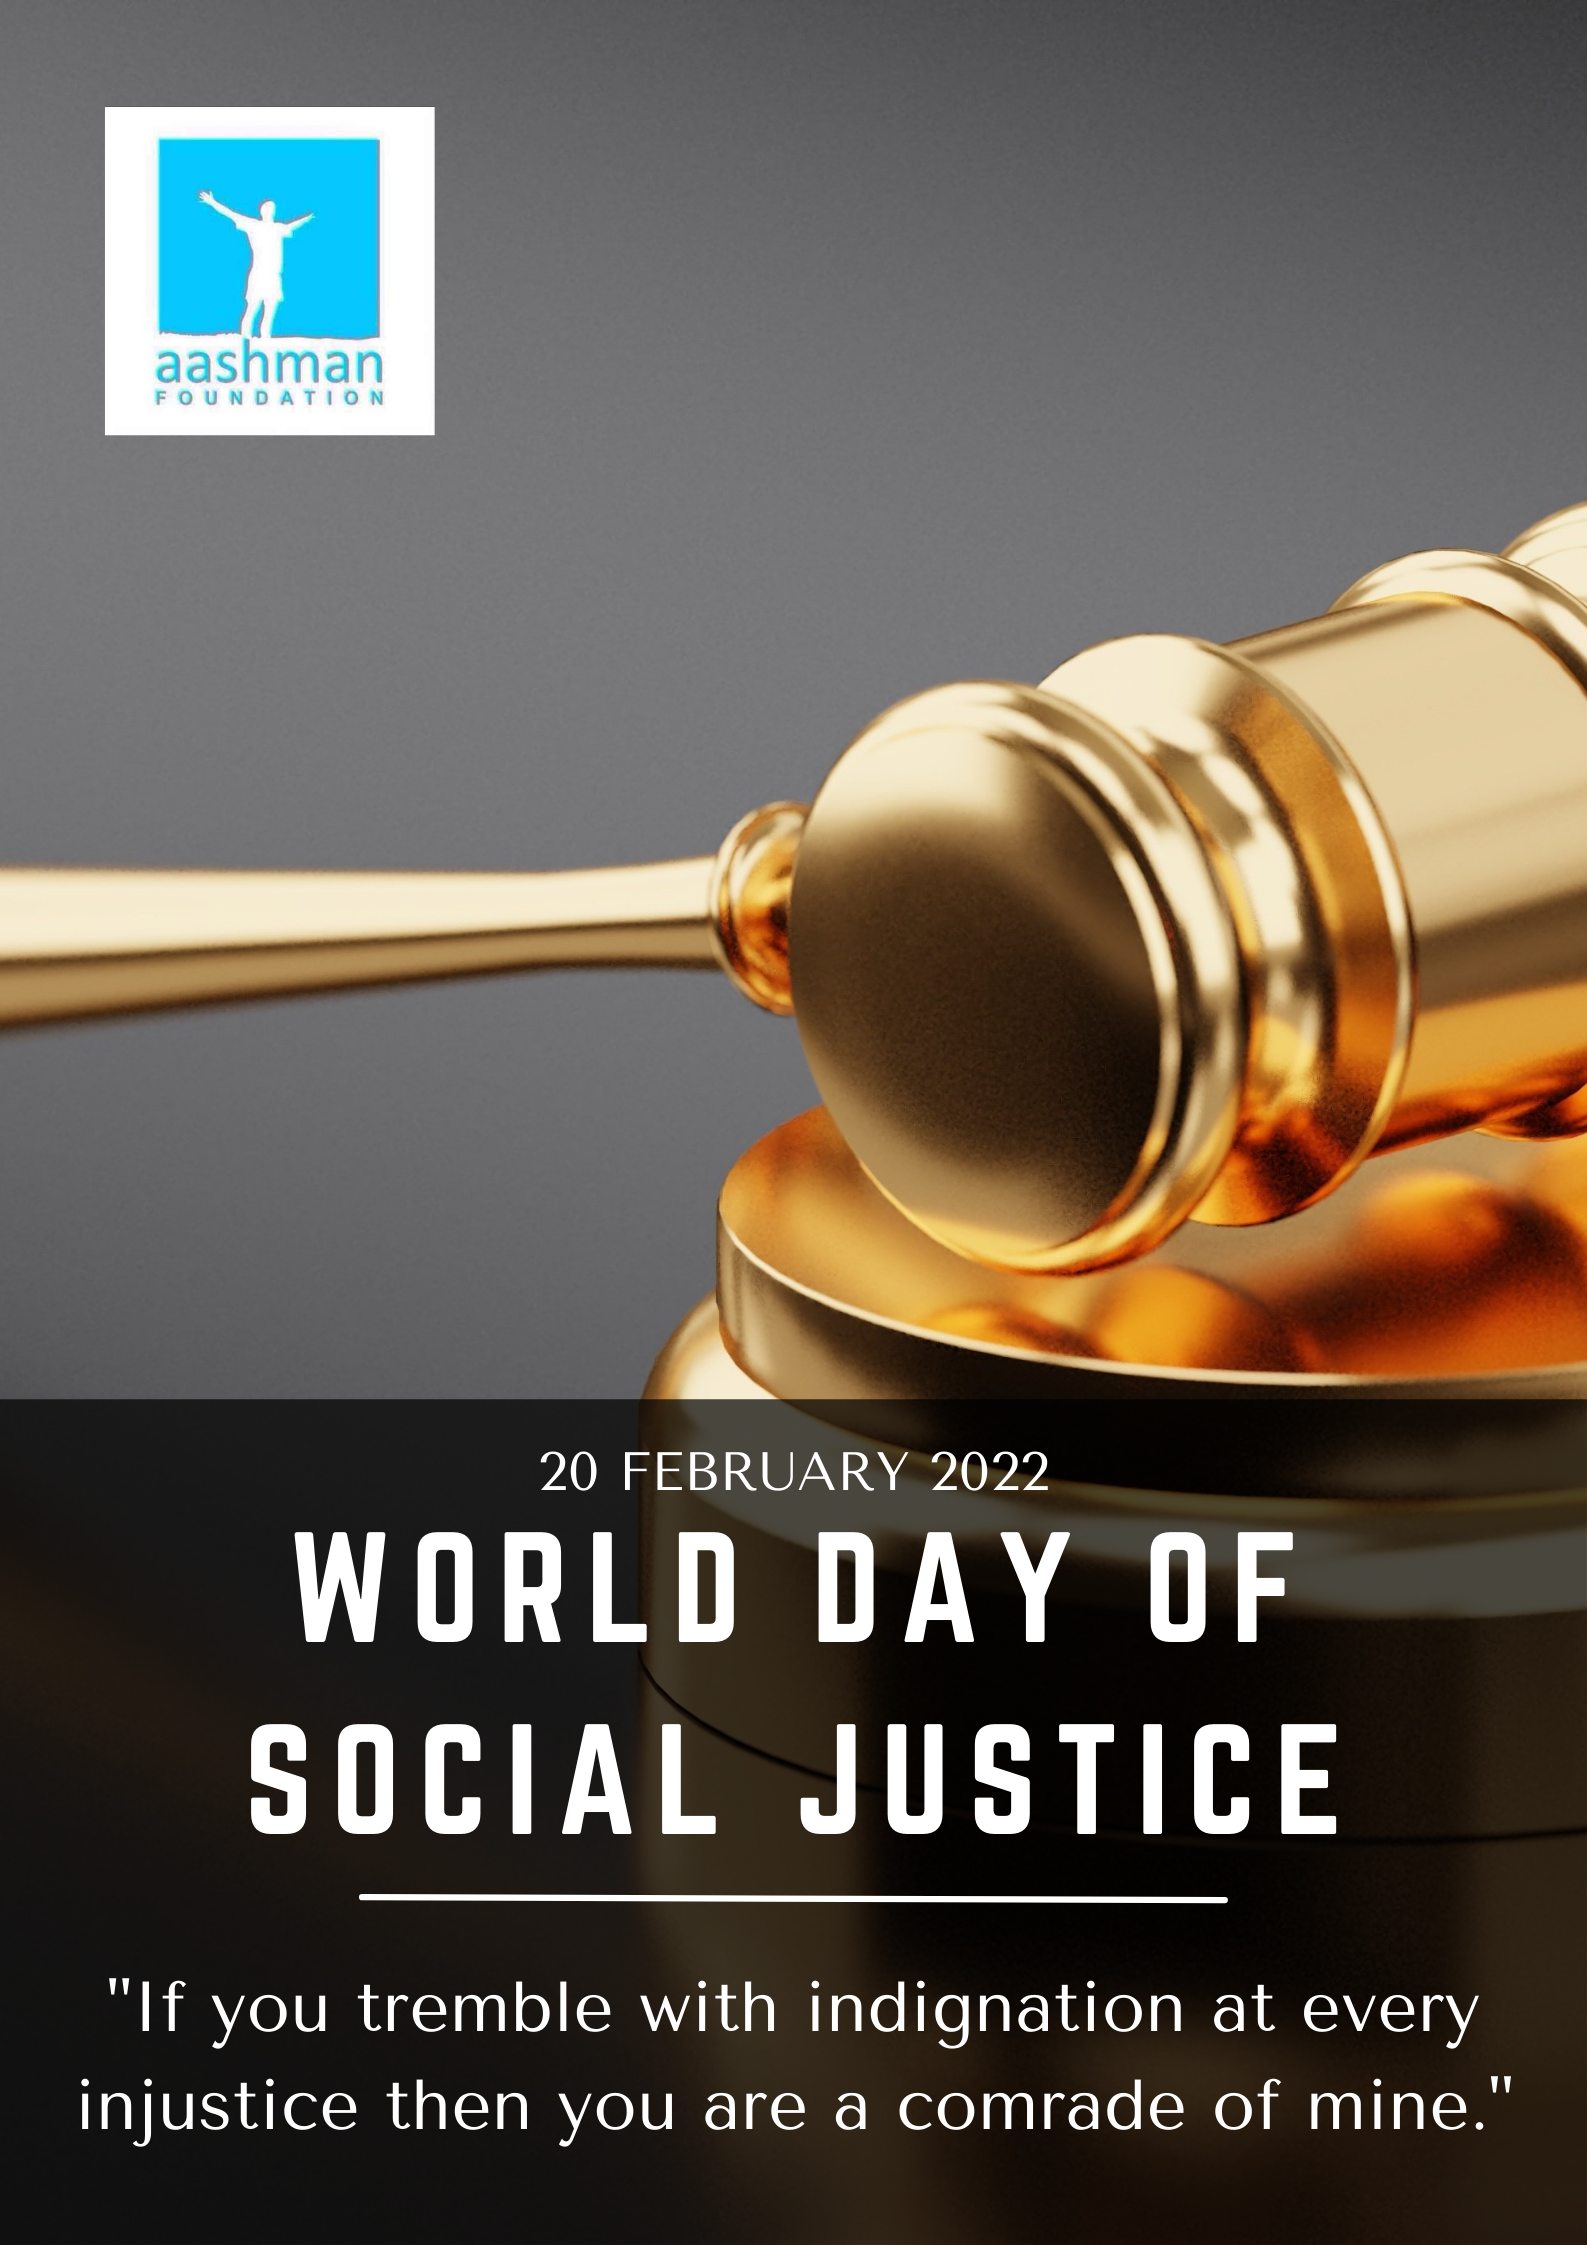 aashman
FOUNDATION
20 FEBRUARY 2022
WORLD DAY OF
SOCIAL JUSTICE
"If you tremble with indignation at every
injustice then you are a comrade of mine."